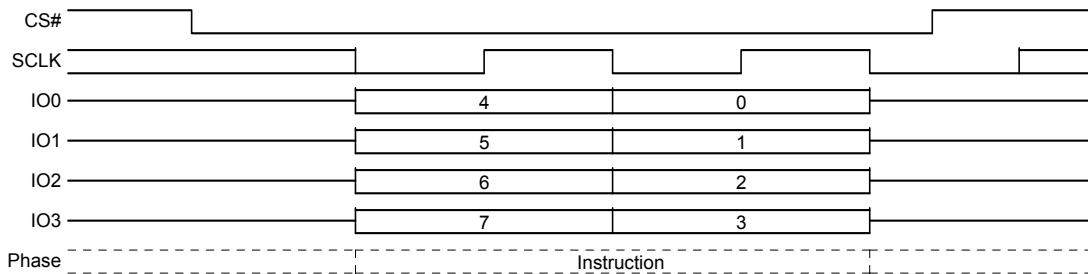 CS#
SCLK
IO0 4 0
IO1 5 1
IO2 6 2
IO3 7 3
Phase Instruction